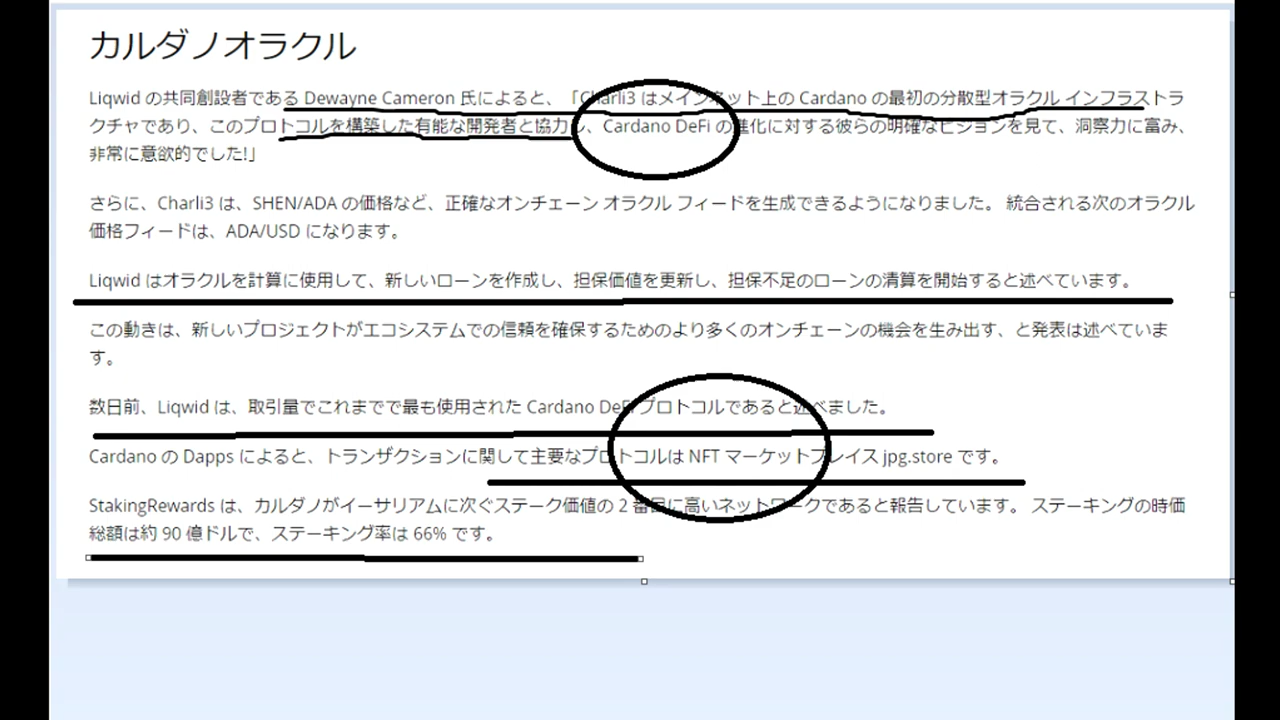 カルダノオラクル
Liqwid の共同創設者である Dewayne Cameron 氏によると、「Charli3 はメインネット上の Cardano の最初の分散型オラクル インフラストラ
クチャであり、このプロトコルを構築した有能な開発者と協力し、Cardano DeFi の進化に対する彼らの明確なビジョンを見て、洞察力に富み、
非常に意欲的でした!」
さらに、Charli3 は、SHEN/ADA の価格など、正確なオンチェーン オラクル フィードを生成できるようになりました。 統合される次のオラクル
価格フィードは、ADA/USD になります。
Liqwid はオラクルを計算に使用して、新しいローンを作成し、担保価値を更新し、担保不足のローンの清算を開始すると述べています。
この動きは、新しいプロジェクトがエコシステムでの信頼を確保するためのより多くのオンチェーンの機会を生み出す、と発表は述べていま
す。
数日前、Liqwid は、取引量でこれまでで最も使用された Cardano DeFi プロトコルであると述べました。
Cardano の Dapps によると、トランザクションに関して主要なプロトコルは NFT マーケットプレイス jpg.store です。
StakingRewards は、カルダノがイーサリアムに次ぐステーク価値の 2 番目に高いネットワークであると報告しています。 ステーキングの時価
総額は約 90 億ドルで、ステーキング率は 66% です。